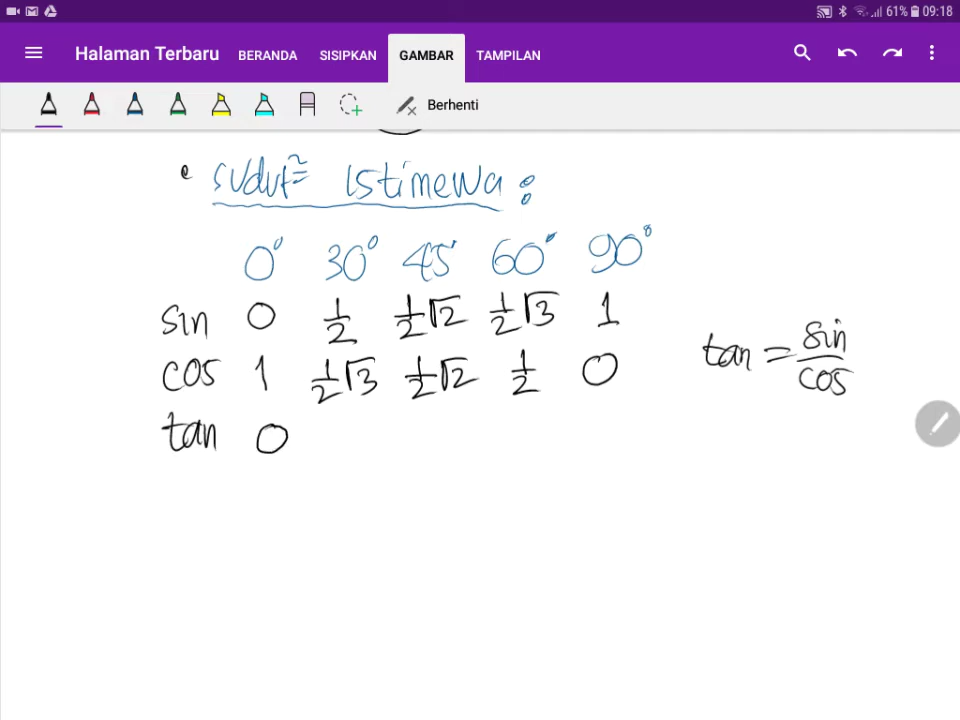 61% 09:18
Halaman Terbaru BERANDA SISIPKAN GAMBAR TAMPILAN
Berhenti
• sudut² istimewa :
0° 30° 45° 60° 90°
sin 0 1/2 1/2√2 1/2√3 1
cos 1 1/2√3 1/2√2 1/2 0
tan 0
tan = sin/cos